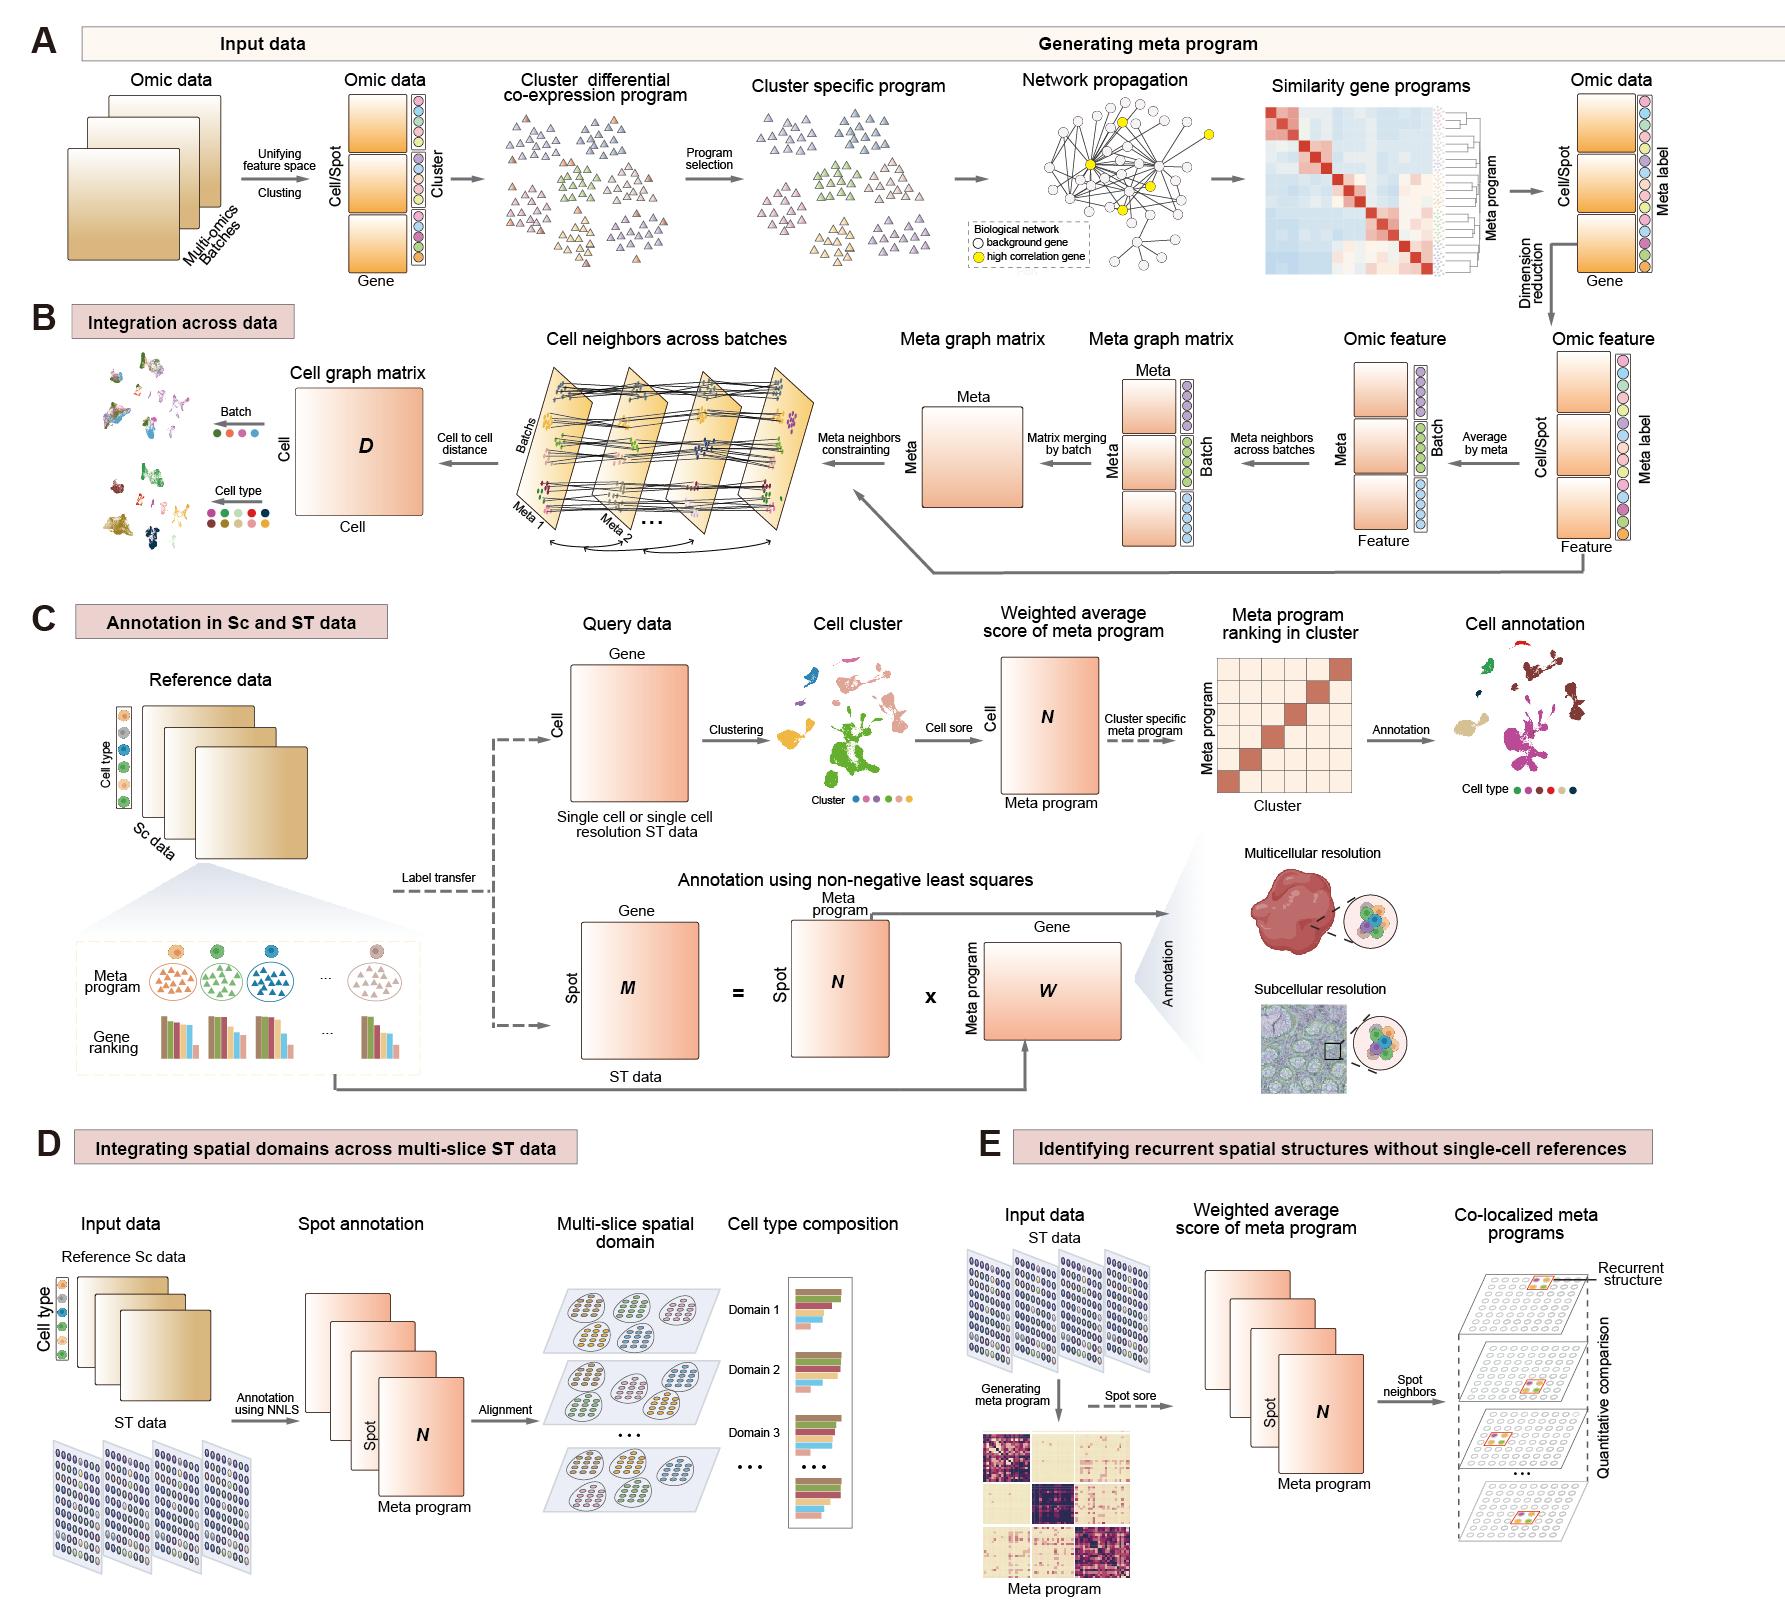 A
Input data
Generating meta program
Omic data
Multi-omics
Batches
Unifying
feature space
Clusting
Omic data
Cell/Spot
Cluster
Gene
Cluster differential
co-expression program
Program
selection
Cluster specific program
Network propagation
Biological network
background gene
high correlation gene
Similarity gene programs
Meta program
Omic data
Cell/Spot
Meta label
Gene
Dimension
reduction
B
Integration across data
Batch
Cell type
Cell graph matrix
Cell
D
Cell
Cell to cell
distance
Cell neighbors across batches
Batchs
Meta 1
Meta 2
...
Meta neighbors
constrainting
Meta graph matrix
Meta
Meta
Matrix merging
by batch
Meta graph matrix
Meta
Meta
Batch
Meta neighbors
across batches
Omic feature
Meta
Batch
Feature
Average
by meta
Omic feature
Cell/Spot
Meta label
Feature
C
Annotation in Sc and ST data
Reference data
Cell type
Sc data
Meta
program
...
Gene
ranking
...
Label transfer
Query data
Gene
Cell
Single cell or single cell
resolution ST data
Clustering
Cell cluster
Cluster
Cell sore
Weighted average
score of meta program
Cell
N
Meta program
Cluster specific
meta program
Meta program
ranking in cluster
Meta program
Cluster
Annotation
Cell annotation
Cell type
Annotation using non-negative least squares
Gene
Spot
M
ST data
=
Meta
program
Spot
N
x
Gene
Meta program
W
Annotation
Multicellular resolution
Subcellular resolution
D
Integrating spatial domains across multi-slice ST data
Input data
Reference Sc data
Cell type
ST data
Annotation
using NNLS
Spot annotation
Spot
N
Meta program
Alignment
Multi-slice spatial
domain
...
Cell type composition
Domain 1
Domain 2
Domain 3
...
...
E
Identifying recurrent spatial structures without single-cell references
Input data
ST data
Generating
meta program
Meta program
Spot sore
Weighted average
score of meta program
Spot
N
Meta program
Spot
neighbors
Co-localized meta
programs
Recurrent
structure
...
Quantitative comparison